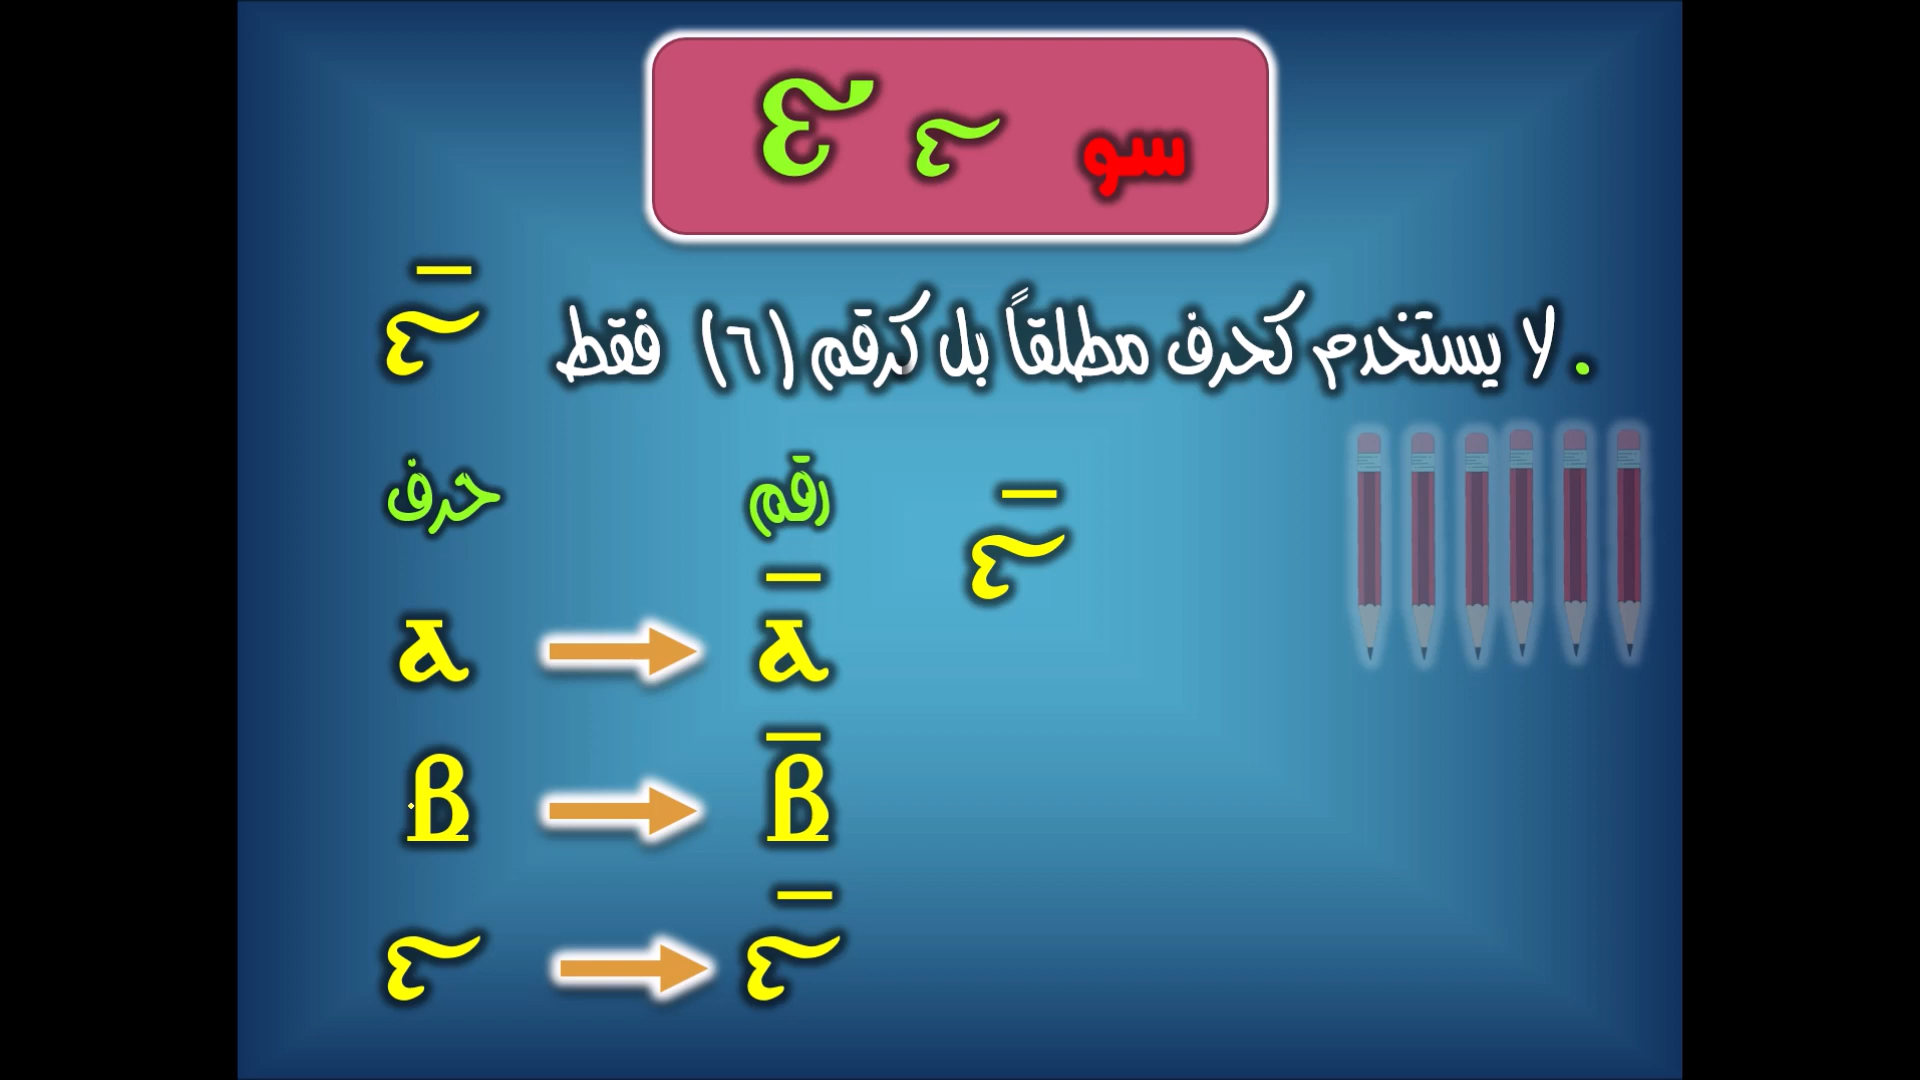 سو ⲋ Ⲋ
. لا يستخدم كحرف مطلقاً بل كرقم (٦) فقط ⲋ̅
حرف رقم ⲋ̅
ⲁ ⲁ̅
ⲃ ⲃ̅
ⲋ ⲋ̅